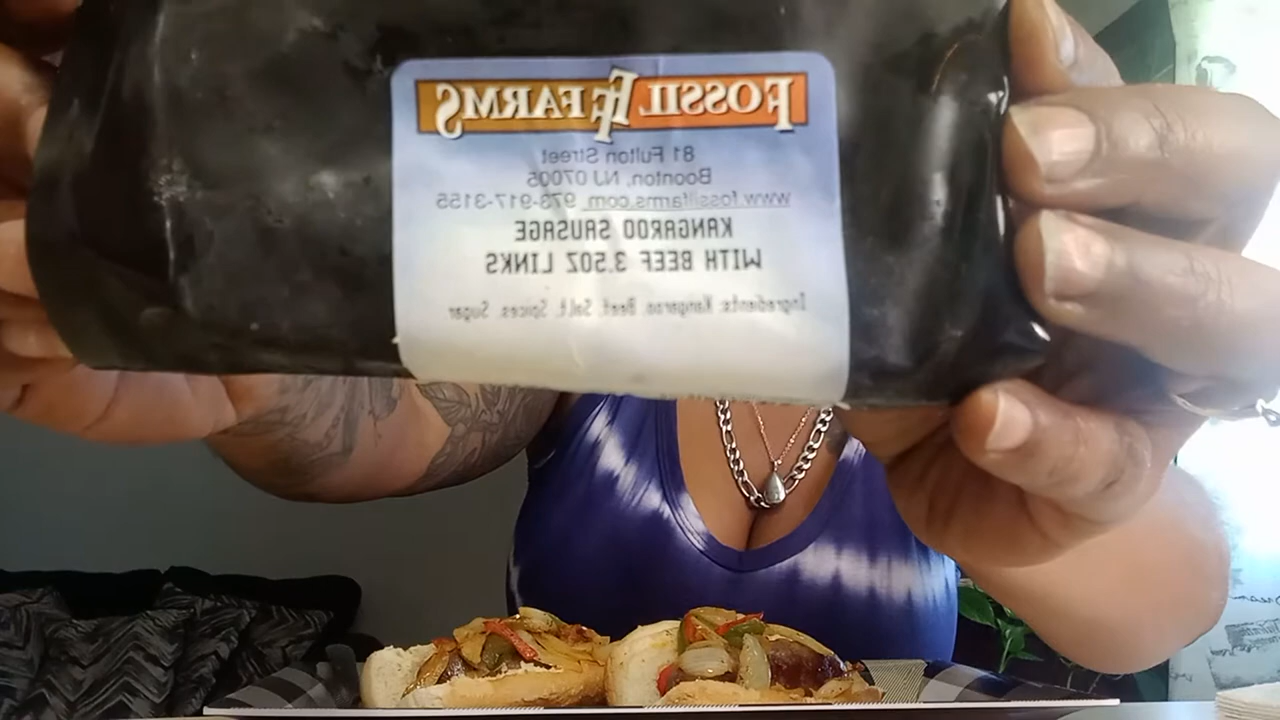 FOSSIL FF FARMS
81 Fulton Street
Boonton, NJ 07005
www.fossilfarms.com 973-917-3155
KANGAROO SAUSAGE
WITH BEEF 3.5OZ LINKS
Ingredients: Kangaroo, Beef, Salt, Spices, Sugar